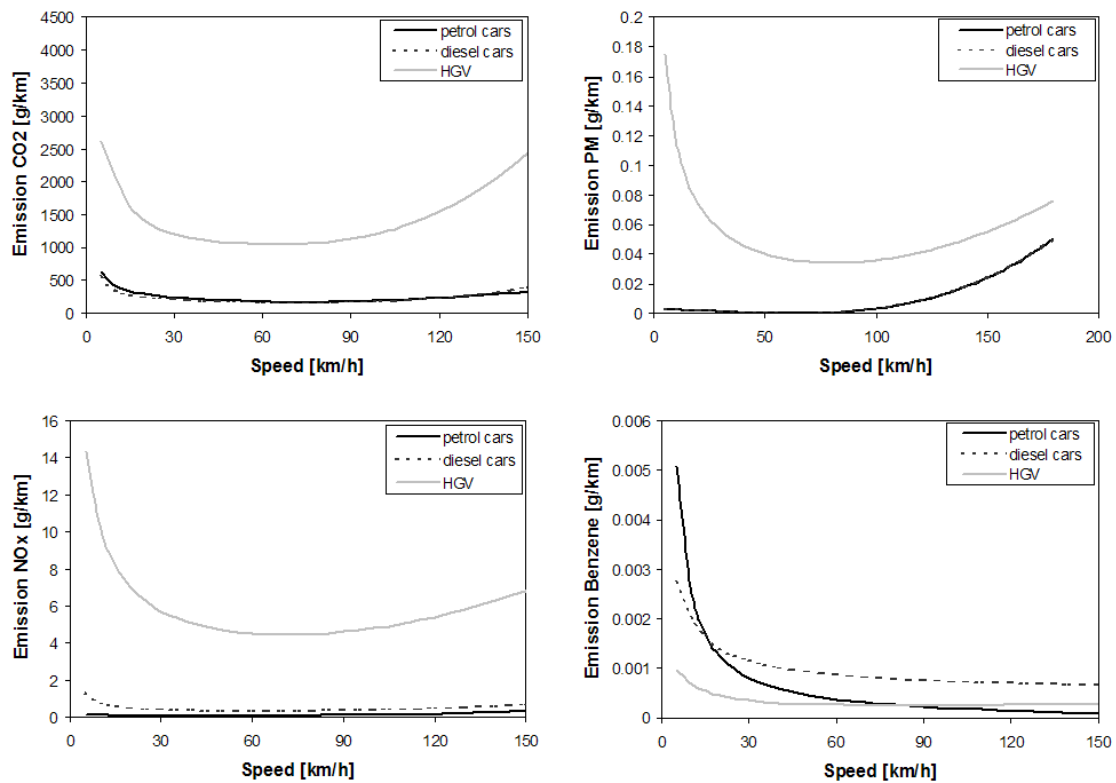 4500
4000
3500
3000
2500
2000
1500
1000
500
0
Emission CO2 [g/km]
petrol cars
diesel cars
HGV
0 30 60 90 120 150
Speed [km/h]
0.2
0.18
0.16
0.14
0.12
0.1
0.08
0.06
0.04
0.02
0
Emission PM [g/km]
petrol cars
diesel cars
HGV
0 50 100 150 200
Speed [km/h]
16
14
12
10
8
6
4
2
0
Emission NOx [g/km]
petrol cars
diesel cars
HGV
0 30 60 90 120 150
Speed [km/h]
0.006
0.005
0.004
0.003
0.002
0.001
0.000
Emission Benzene [g/km]
petrol cars
diesel cars
HGV
0 30 60 90 120 150
Speed [km/h]